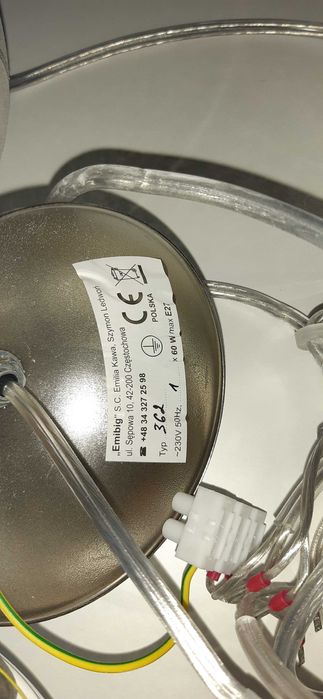 „Emibig” S.C. Emilia Kawa, Szymon Ledwoń
ul. Sępowa 10, 42-200 Częstochowa
☎ +48 34 327 25 98
CE
POLSKA
Typ 362
~230V 50Hz, 1 x 60 W max E27